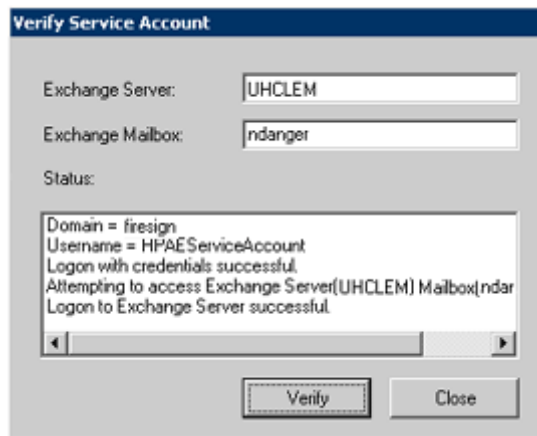 Verify Service Account
Exchange Server: UHCLEM
Exchange Mailbox: ndanger
Status:
Domain = firesign
Username = HPAEServiceAccount
Logon with credentials successful.
Attempting to access Exchange Server(UHCLEM) Mailbox(ndar
Logon to Exchange Server successful.
Verify Close